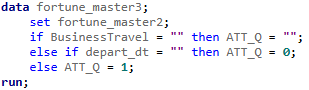 data fortune_master3;
    set fortune_master2;
    if BusinessTravel = "" then ATT_Q = "";
    else if depart_dt = "" then ATT_Q = 0;
    else ATT_Q = 1;
run;